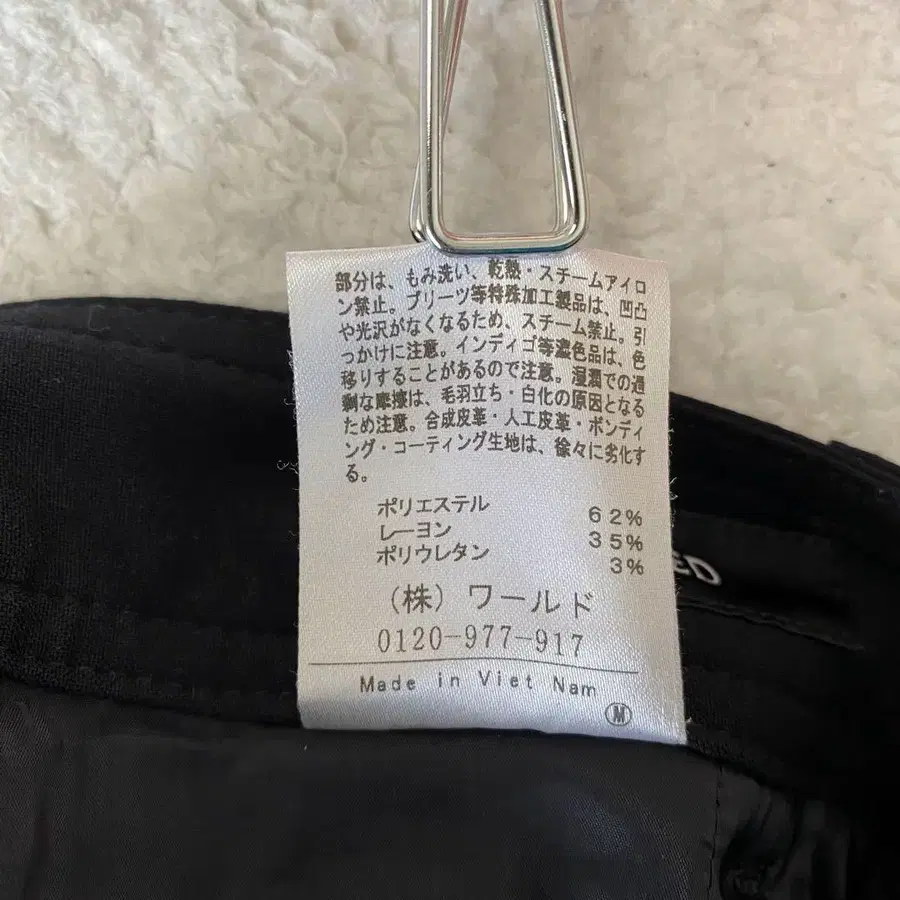 部分は、もみ洗い、乾熱・スチームアイロ
ン禁止。プリーツ等特殊加工製品は、凹凸
や光沢がなくなるため、スチーム禁止。引
っかけに注意。インディゴ等濃色品は、色
移りすることがあるので注意。湿潤での過
剰な摩擦は、毛羽立ち・白化の原因となる
ため注意。合成皮革・人工皮革・ボンディ
ング・コーティング生地は、徐々に劣化す
る。
ポリエステル 62%
レーヨン 35%
ポリウレタン 3%
(株)ワールド
0120-977-917
Made in Viet Nam
M